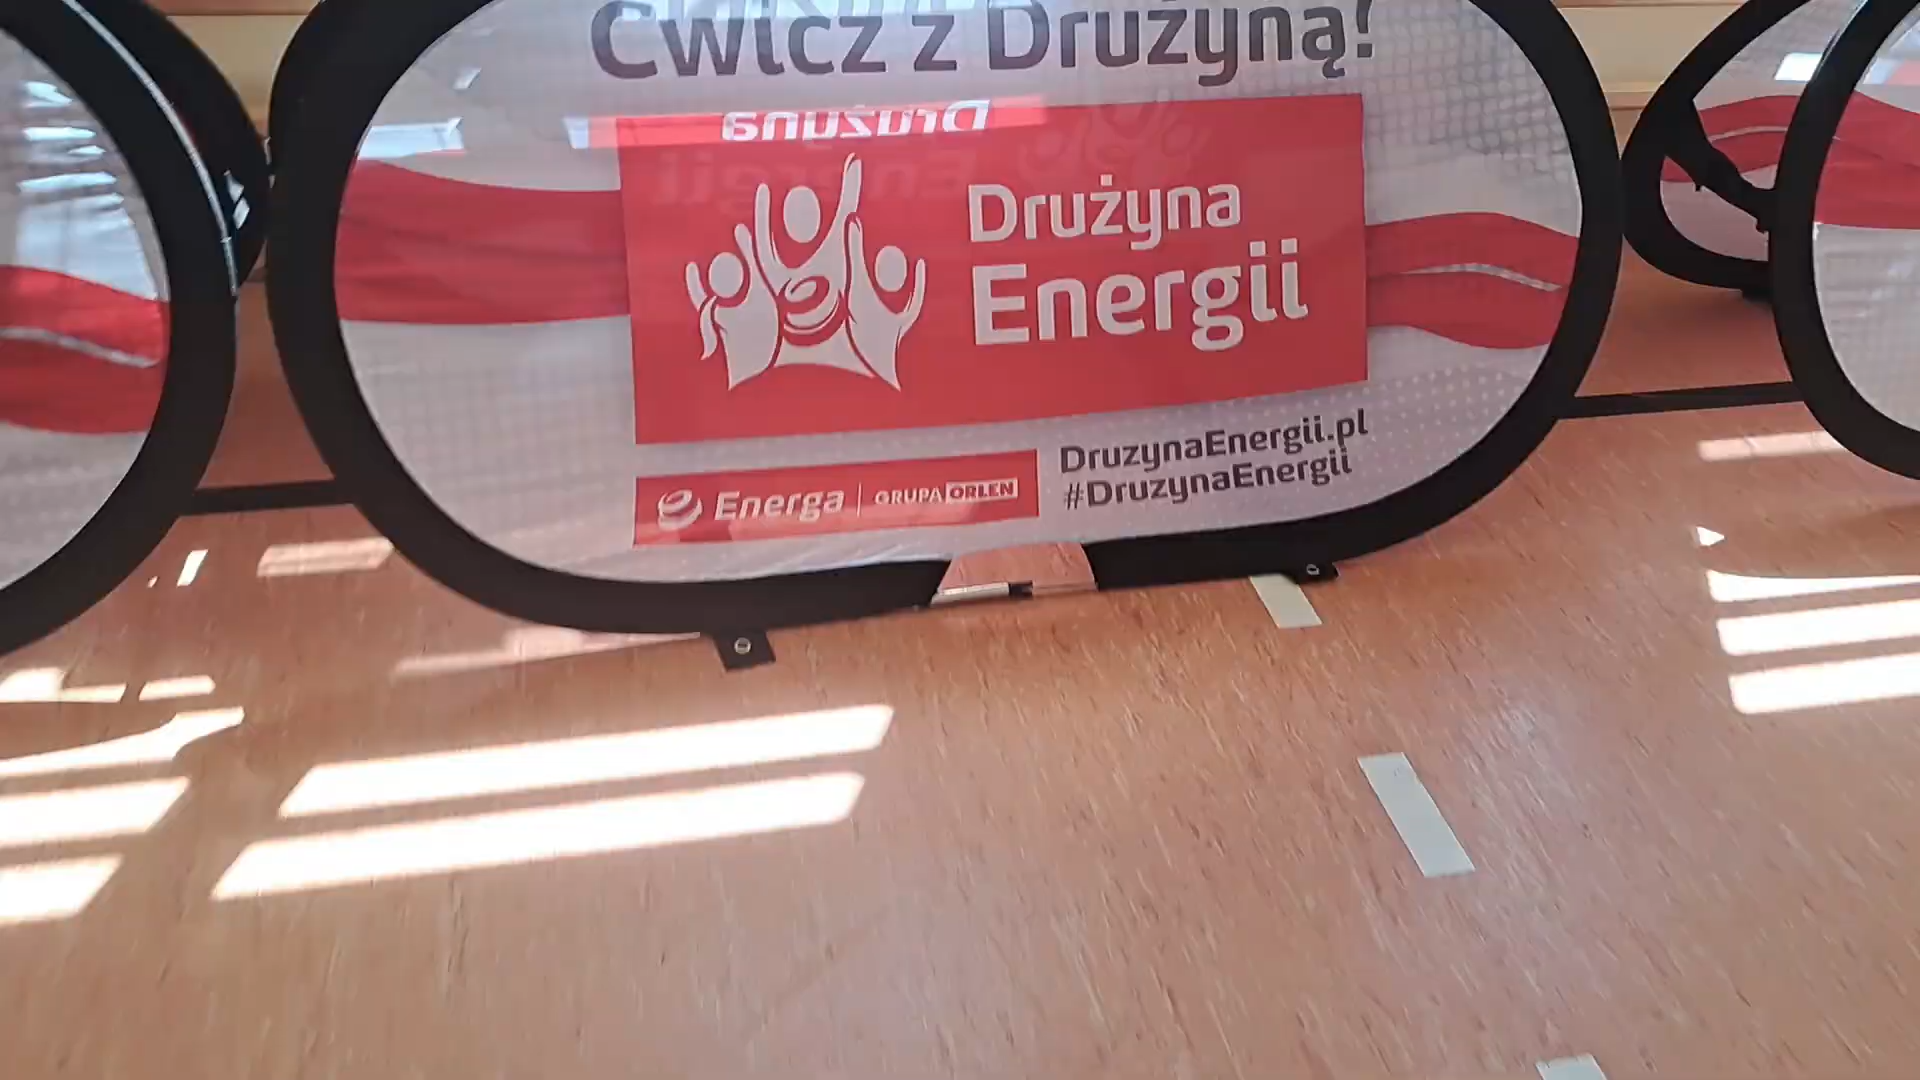 Ćwicz z Drużyną!
Drużyna
Energii
DruzynaEnergii.pl
#DruzynaEnergii
Energa | GRUPA ORLEN